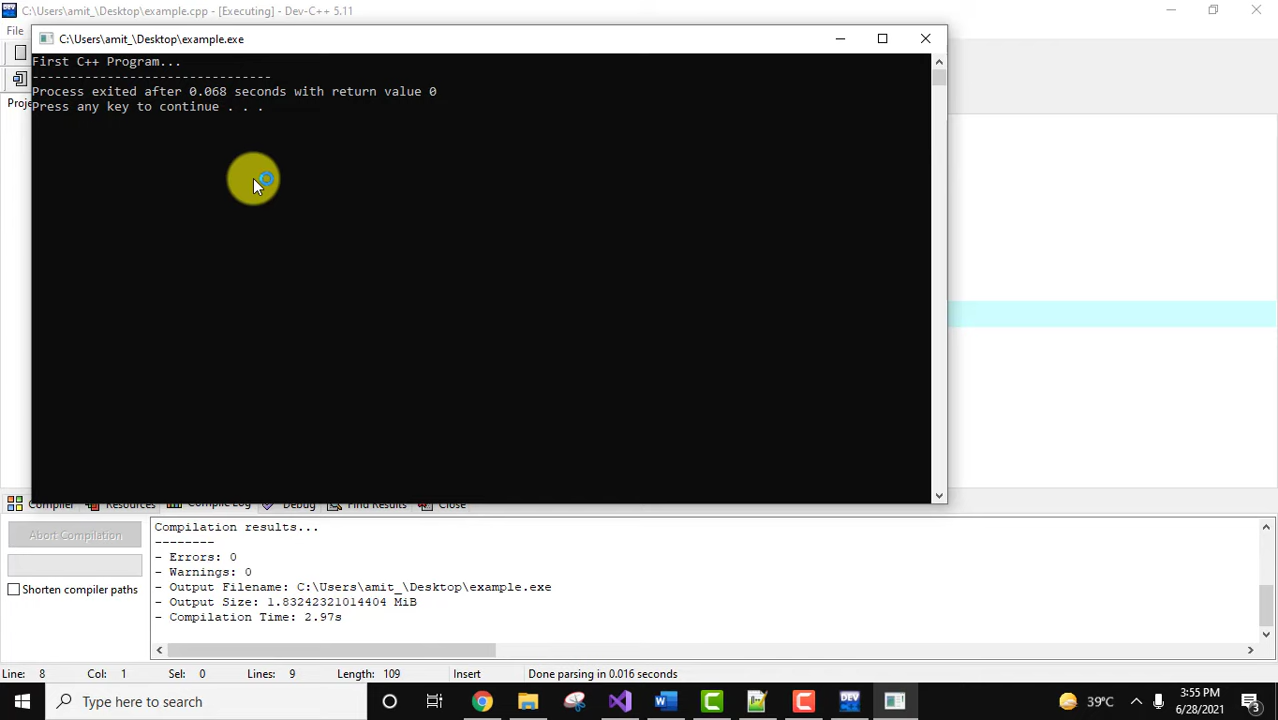 C:\Users\amit_\Desktop\example.cpp - [Executing] - Dev-C++ 5.11
File
C:\Users\amit_\Desktop\example.exe
First C++ Program...
--------------------------------
Process exited after 0.068 seconds with return value 0
Press any key to continue . . .
Compiler Resources Compile Log Debug Find Results Close
Abort Compilation
Shorten compiler paths
Compilation results...
--------
- Errors: 0
- Warnings: 0
- Output Filename: C:\Users\amit_\Desktop\example.exe
- Output Size: 1.83242321014404 MiB
- Compilation Time: 2.97s
Line: 8 Col: 1 Sel: 0 Lines: 9 Length: 109 Insert Done parsing in 0.016 seconds
Type here to search
39°C
3:55 PM
6/28/2021
3